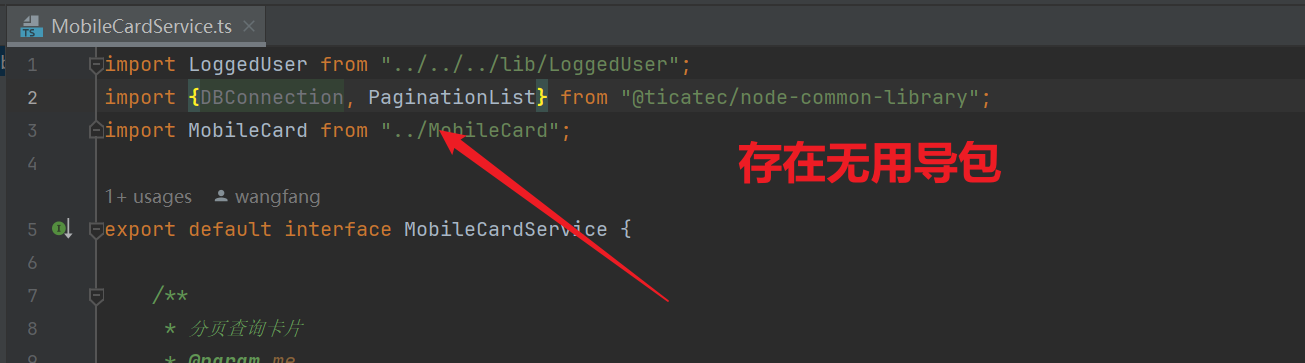 MobileCardService.ts
1 import LoggedUser from "../../../lib/LoggedUser";
2 import {DBConnection, PaginationList} from "@ticatec/node-common-library";
3 import MobileCard from "../MobileCard";
存在无用导包
4
1+ usages wangfang
5 export default interface MobileCardService {
6
7 /**
8 * 分页查询卡片
9 * @param me